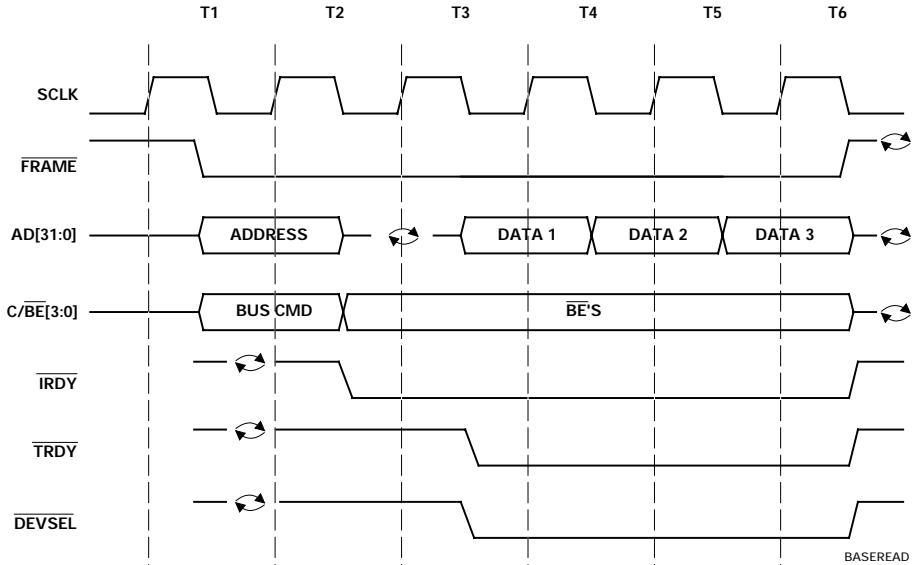 T1 T2 T3 T4 T5 T6
SCLK
FRAME
AD[31:0] ADDRESS DATA 1 DATA 2 DATA 3
C/BE[3:0] BUS CMD BE'S
IRDY
TRDY
DEVSEL
BASEREAD